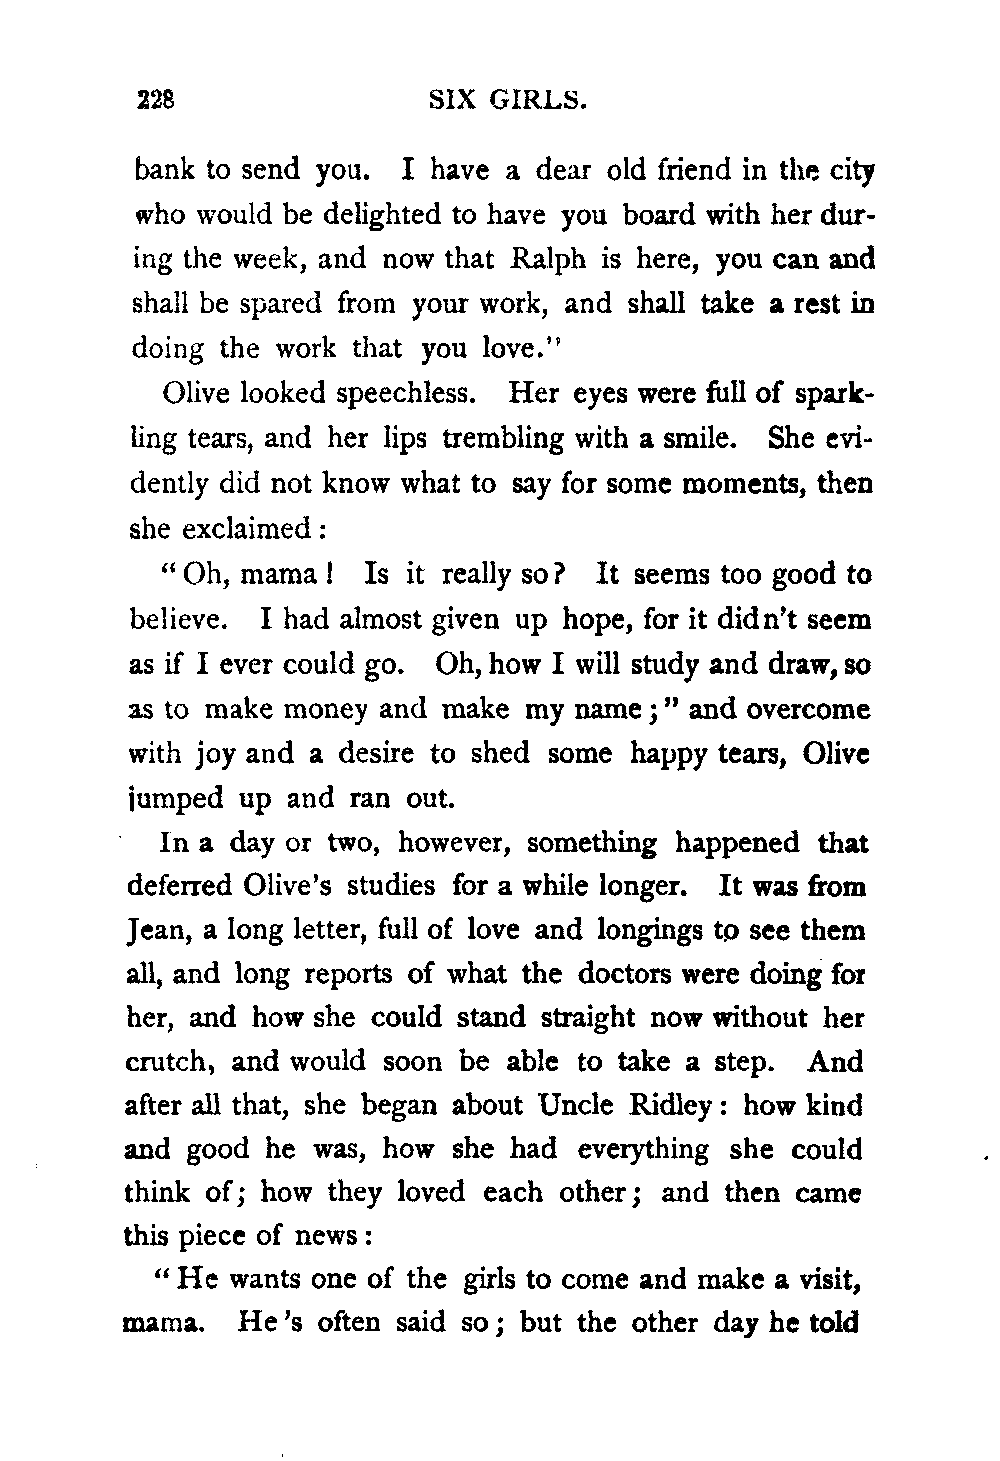 228 SIX GIRLS.
bank to send you. I have a dear old friend in the city
who would be delighted to have you board with her dur-
ing the week, and now that Ralph is here, you can and
shall be spared from your work, and shall take a rest in
doing the work that you love."
Olive looked speechless. Her eyes were full of spark-
ling tears, and her lips trembling with a smile. She evi-
dently did not know what to say for some moments, then
she exclaimed :
" Oh, mama ! Is it really so ? It seems too good to
believe. I had almost given up hope, for it didn't seem
as if I ever could go. Oh, how I will study and draw, so
as to make money and make my name ; " and overcome
with joy and a desire to shed some happy tears, Olive
jumped up and ran out.
In a day or two, however, something happened that
deferred Olive's studies for a while longer. It was from
Jean, a long letter, full of love and longings to see them
all, and long reports of what the doctors were doing for
her, and how she could stand straight now without her
crutch, and would soon be able to take a step. And
after all that, she began about Uncle Ridley : how kind
and good he was, how she had everything she could
think of ; how they loved each other ; and then came
this piece of news :
" He wants one of the girls to come and make a visit,
mama. He 's often said so ; but the other day he told